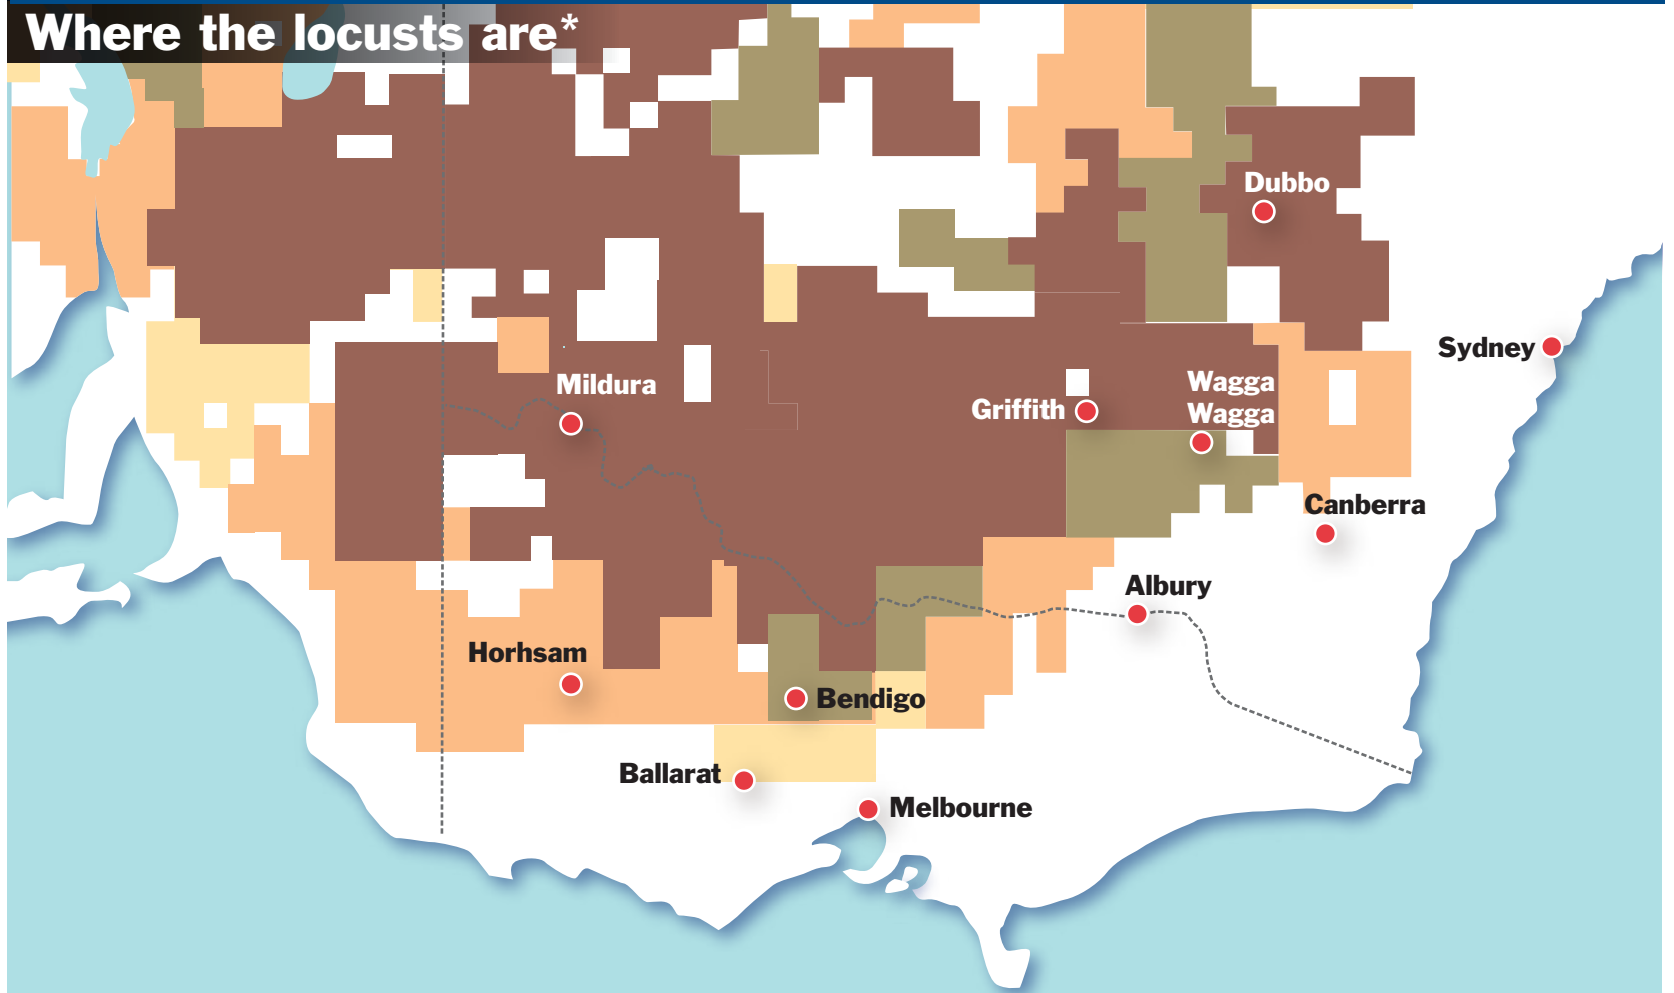 Where the locusts are*
Dubbo
Sydney
Mildura
Wagga
Wagga
Griffith
Canberra
Albury
Horhsam
Bendigo
Ballarat
Melbourne